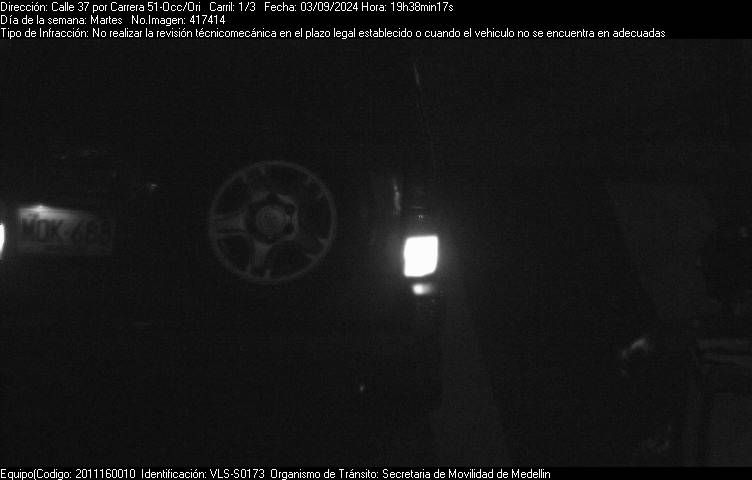 Dirección: Calle 37 por Carrera 51-Occ/Ori Carril: 1/3 Fecha: 03/09/2024 Hora: 19h38min17s
Día de la semana: Martes No.Imagen: 417414
Tipo de Infracción: No realizar la revisión técnicomecánica en el plazo legal establecido o cuando el vehiculo no se encuentra en adecuadas
MOK-688
Equipo(Codigo: 2011160010 Identificación: VLS-S0173 Organismo de Tránsito: Secretaria de Movilidad de Medellin